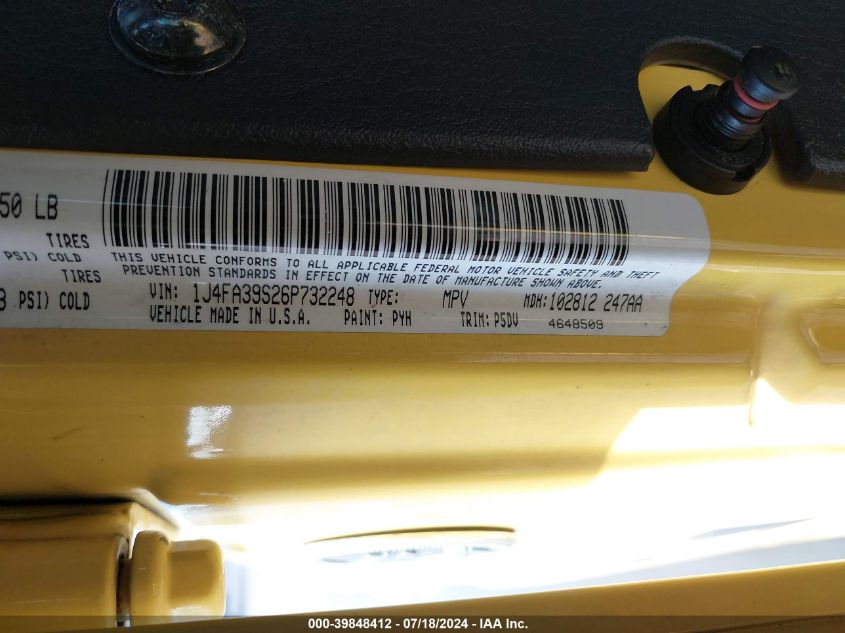 50 LB
TIRES
PSI) COLD
TIRES
PSI) COLD
THIS VEHICLE CONFORMS TO ALL APPLICABLE FEDERAL MOTOR VEHICLE SAFETY AND THEFT
PREVENTION STANDARDS IN EFFECT ON THE DATE OF MANUFACTURE SHOWN ABOVE.
VIN: 1J4FA39S26P732248 TYPE: MPV MDH:102812 247AA
VEHICLE MADE IN U.S.A. PAINT: PYH TRIM: P5DV 4648509
000-39848412 - 07/18/2024 - IAA Inc.